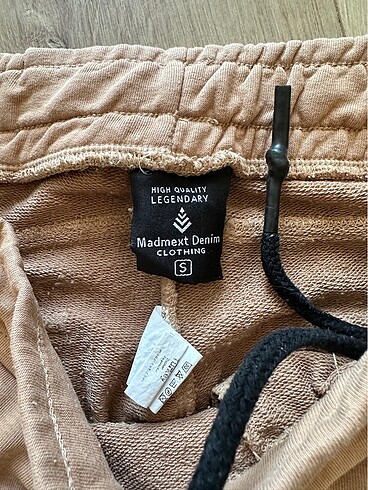 HIGH QUALITY
LEGENDARY
Madmext Denim
CLOTHING
S